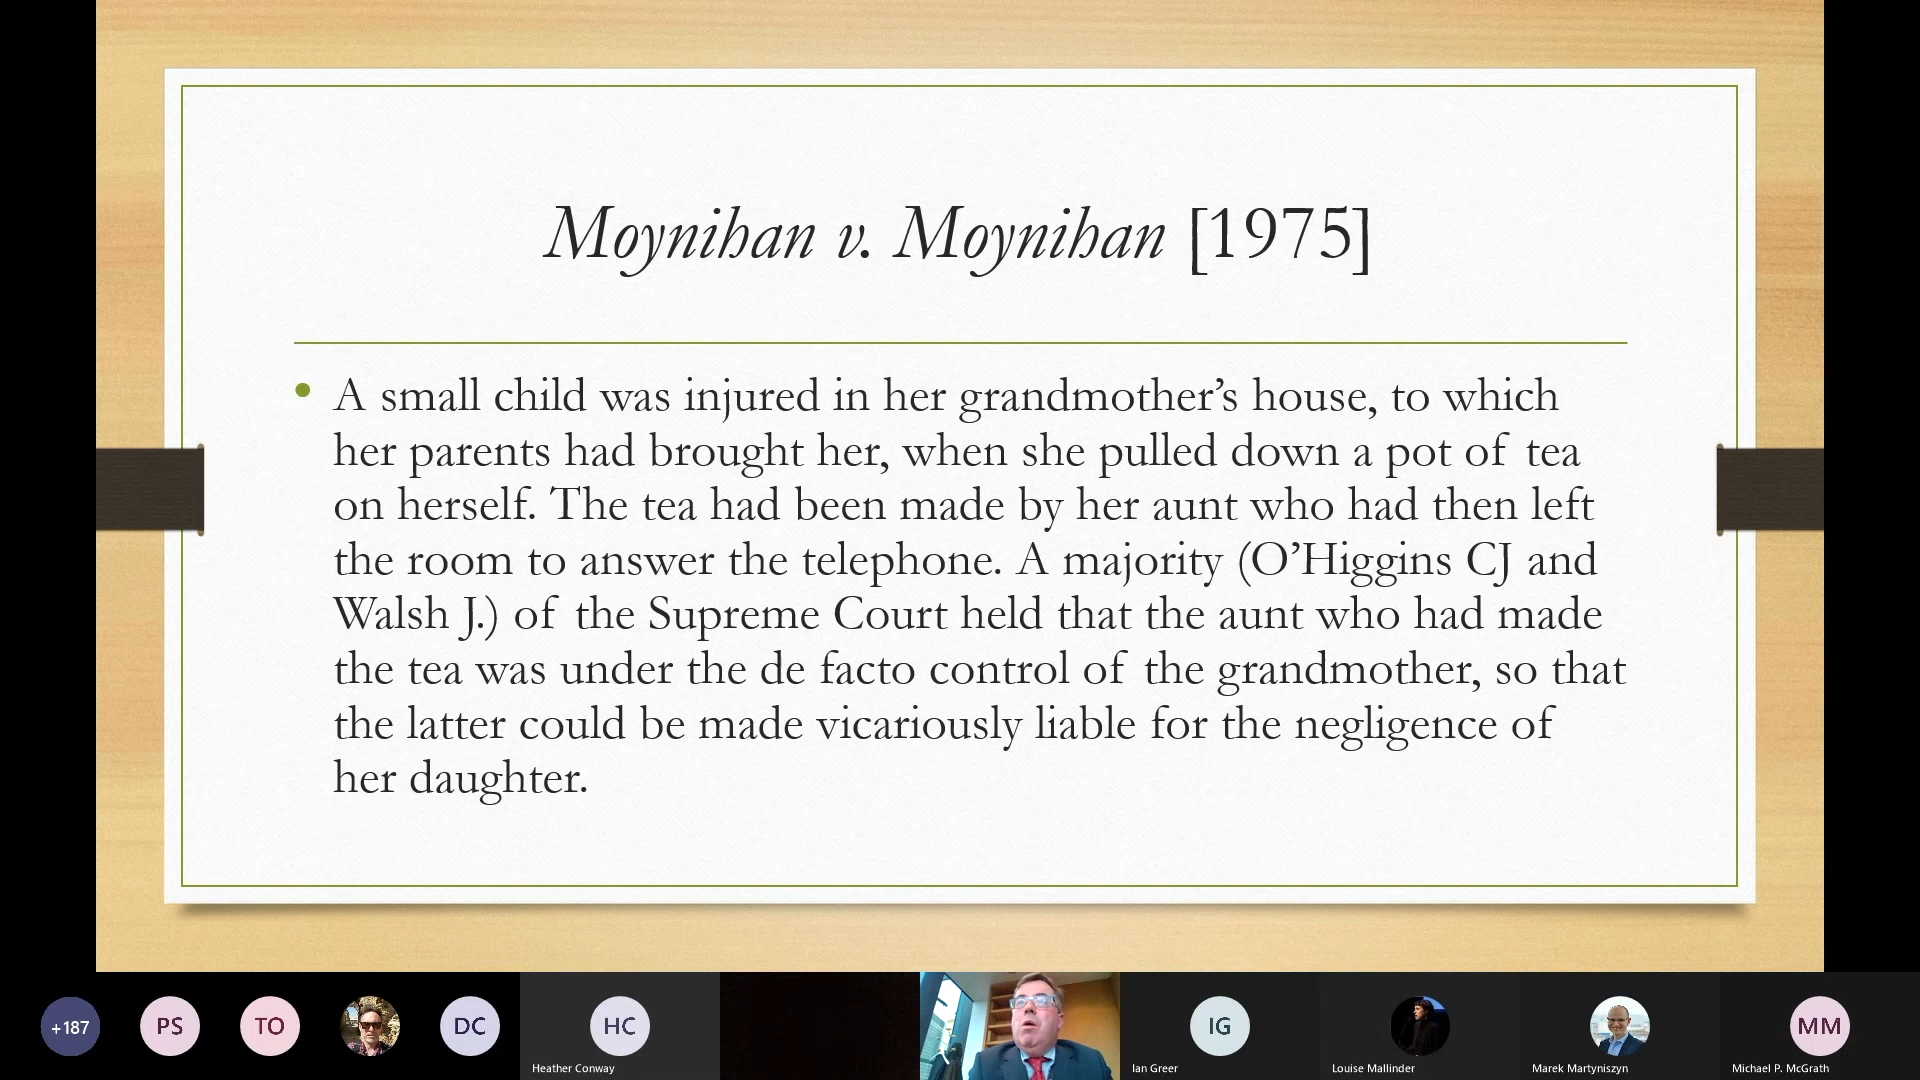 Moynihan v. Moynihan [1975]
• A small child was injured in her grandmother’s house, to which
her parents had brought her, when she pulled down a pot of tea
on herself. The tea had been made by her aunt who had then left
the room to answer the telephone. A majority (O’Higgins CJ and
Walsh J.) of the Supreme Court held that the aunt who had made
the tea was under the de facto control of the grandmother, so that
the latter could be made vicariously liable for the negligence of
her daughter.
+187
PS
TO
DC
HC
Heather Conway
IG
Ian Greer
Louise Mallinder
Marek Martyniszyn
MM
Michael P. McGrath